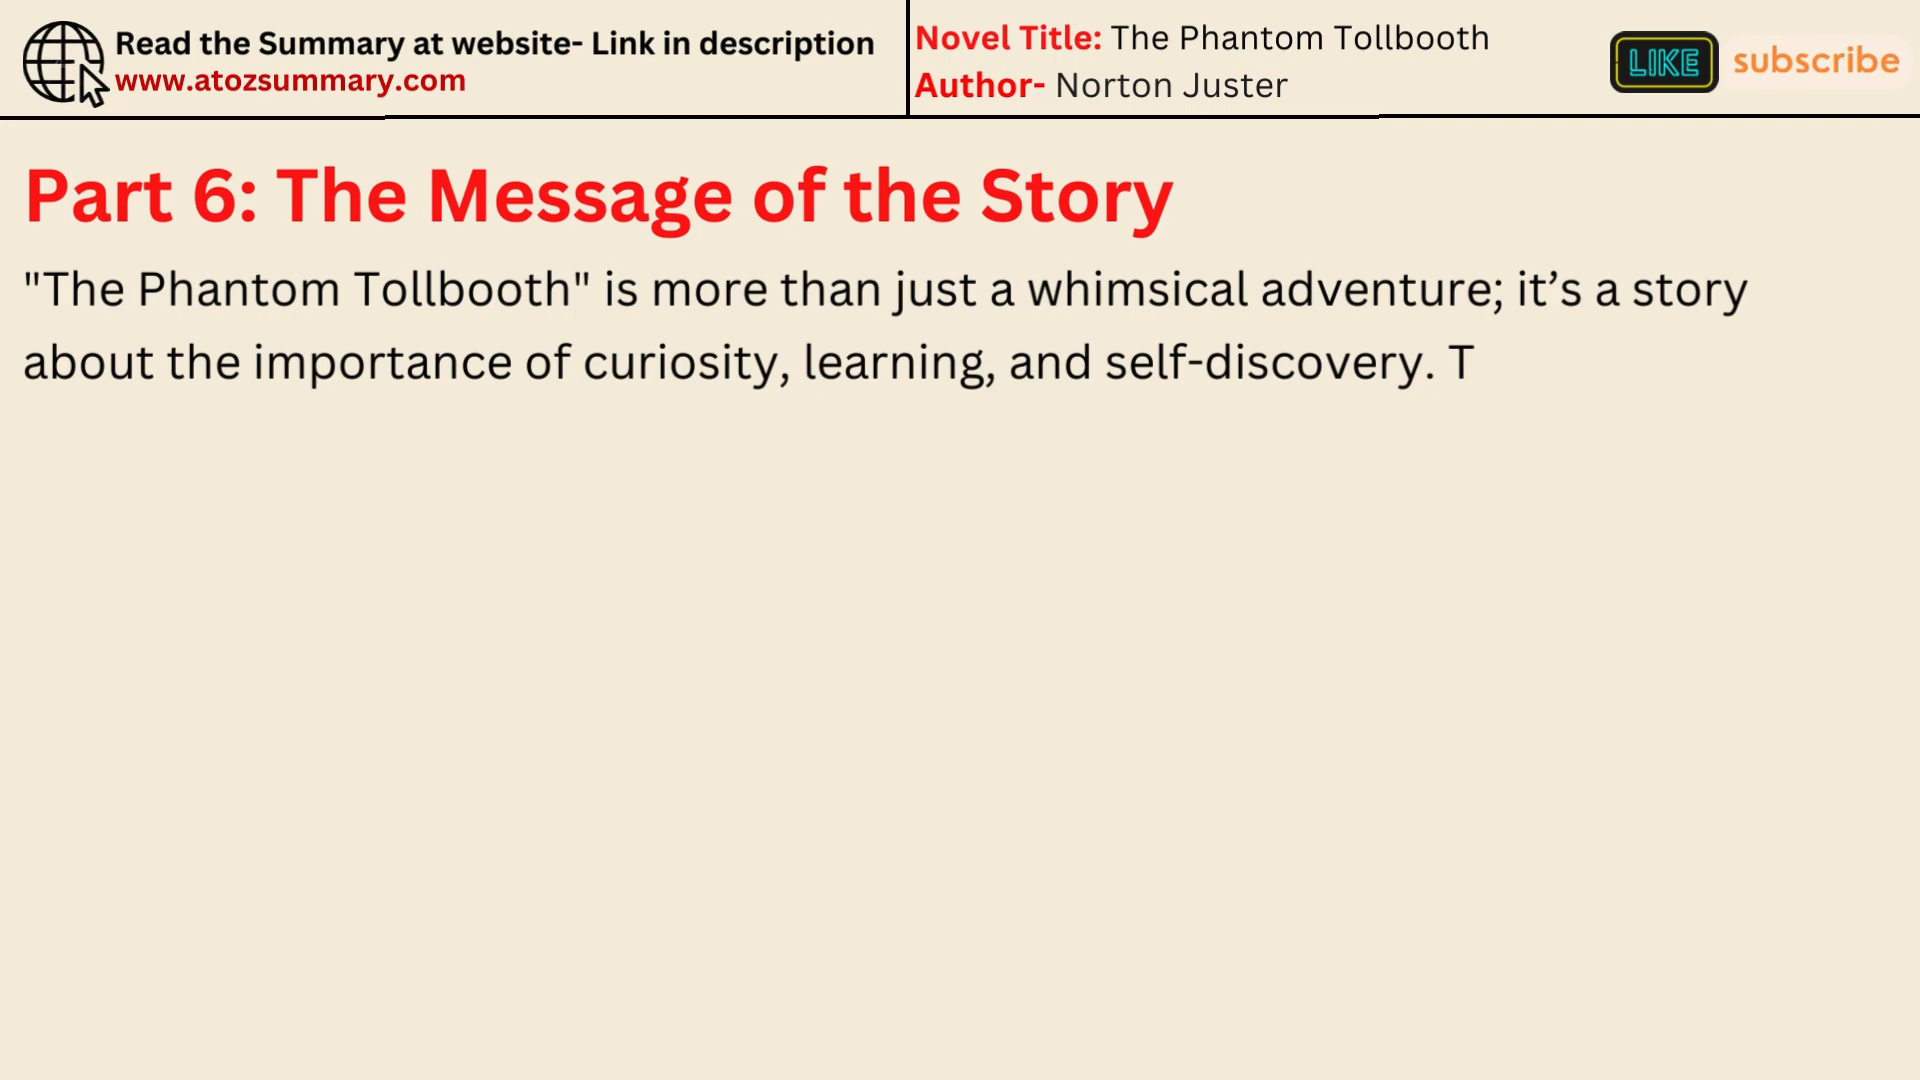 Read the Summary at website- Link in description
www.atozsummary.com
Novel Title: The Phantom Tollbooth
Author- Norton Juster
LIKE
subscribe
Part 6: The Message of the Story
"The Phantom Tollbooth" is more than just a whimsical adventure; it’s a story
about the importance of curiosity, learning, and self-discovery. T